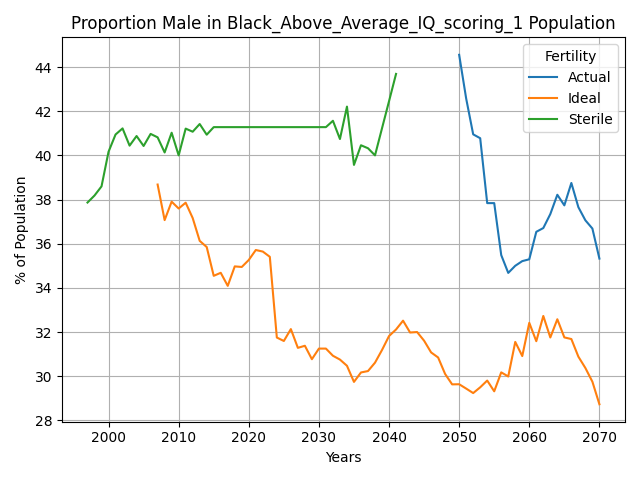 Proportion Male in Black_Above_Average_IQ_scoring_1 Population
Fertility
Actual
Ideal
Sterile
% of Population
44
42
40
38
36
34
32
30
28
2000 2010 2020 2030 2040 2050 2060 2070
Years